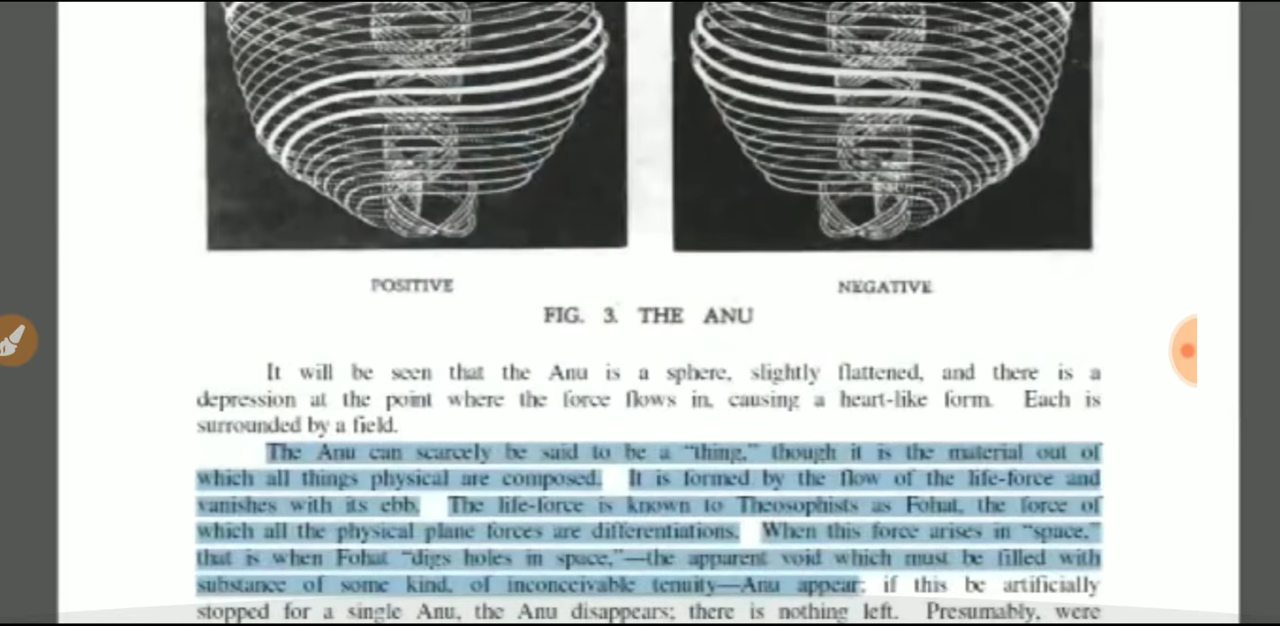 POSITIVE
NEGATIVE
FIG. 3. THE ANU
It will be seen that the Anu is a sphere, slightly flattened, and there is a
depression at the point where the force flows in, causing a heart-like form. Each is
surrounded by a field.
The Anu can scarcely be said to be a "thing," though it is the material out of
which all things physical are composed. It is formed by the flow of the life-force and
vanishes with its ebb. The life-force is known to Theosophists as Fohat, the force of
which all the physical plane forces are differentiations. When this force arises in "space,"
that is when Fohat "digs holes in space,"—the apparent void which must be filled with
substance of some kind, of inconceivable tenuity—Anu appear; if this be artificially
stopped for a single Anu, the Anu disappears; there is nothing left. Presumably, were